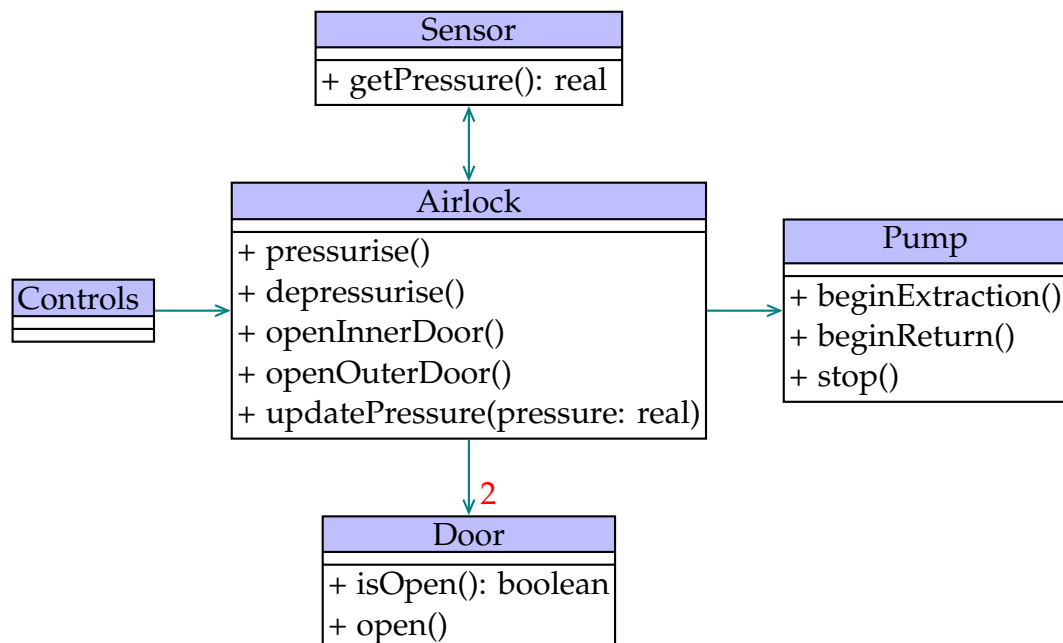 Sensor
+ getPressure(): real
Airlock
+ pressurise()
+ depressurise()
+ openInnerDoor()
+ openOuterDoor()
+ updatePressure(pressure: real)
Controls
Pump
+ beginExtraction()
+ beginReturn()
+ stop()
2
Door
+ isOpen(): boolean
+ open()